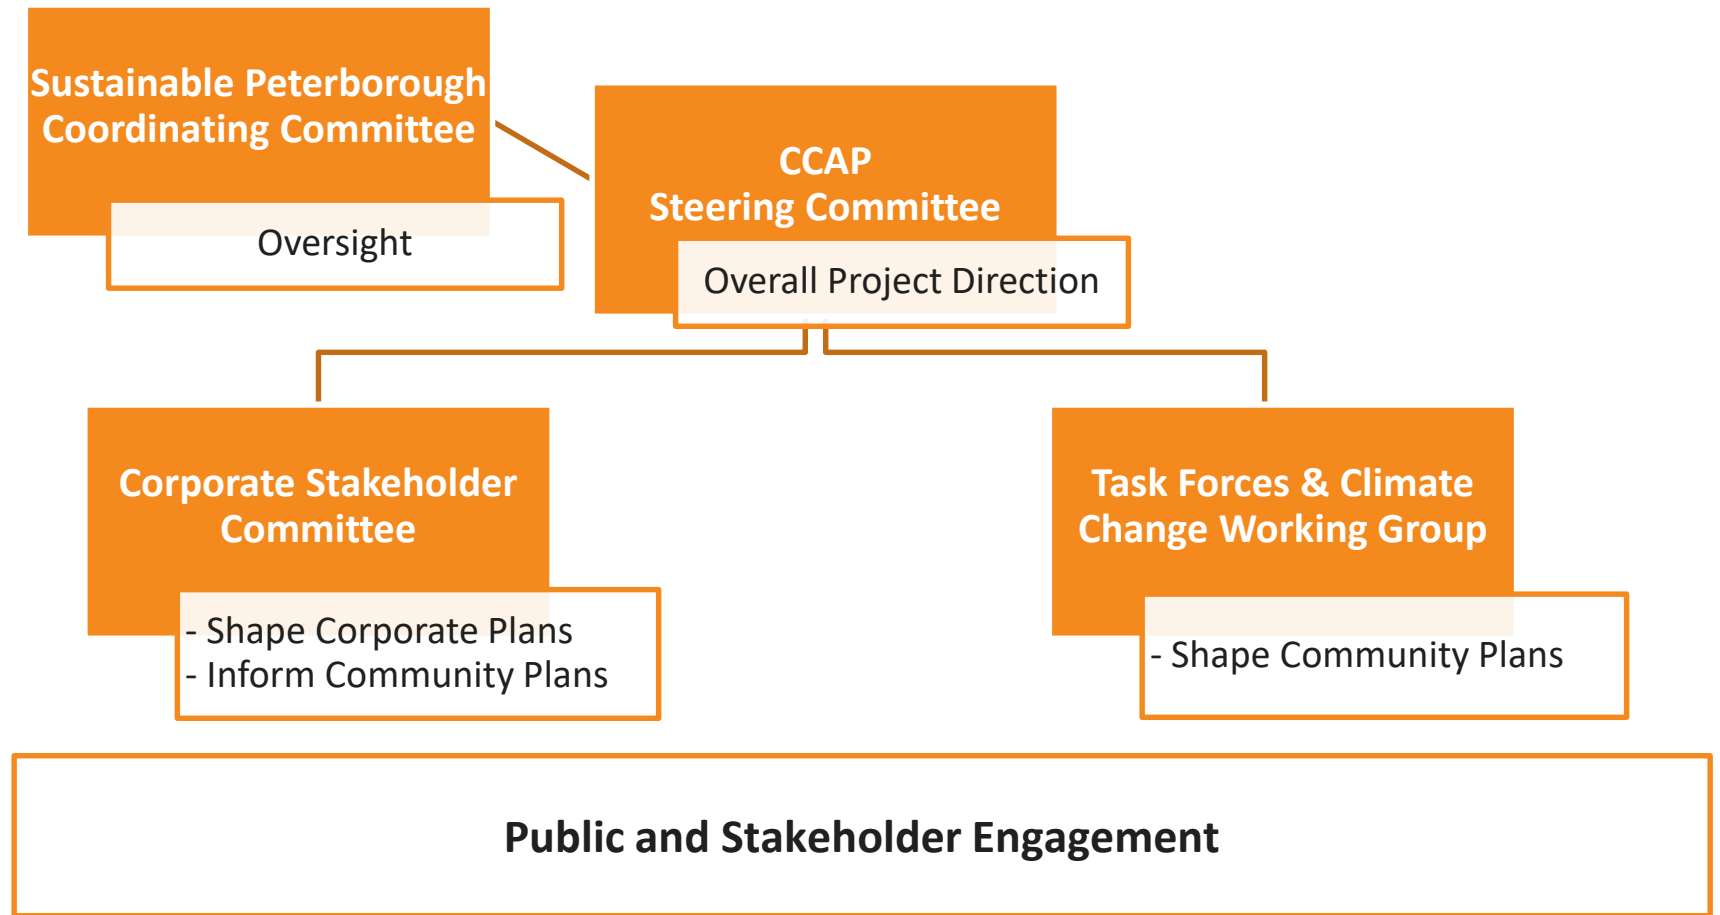 Sustainable Peterborough
Coordinating Committee
Oversight
CCAP
Steering Committee
Overall Project Direction
Corporate Stakeholder
Committee
- Shape Corporate Plans
- Inform Community Plans
Task Forces & Climate
Change Working Group
- Shape Community Plans
Public and Stakeholder Engagement